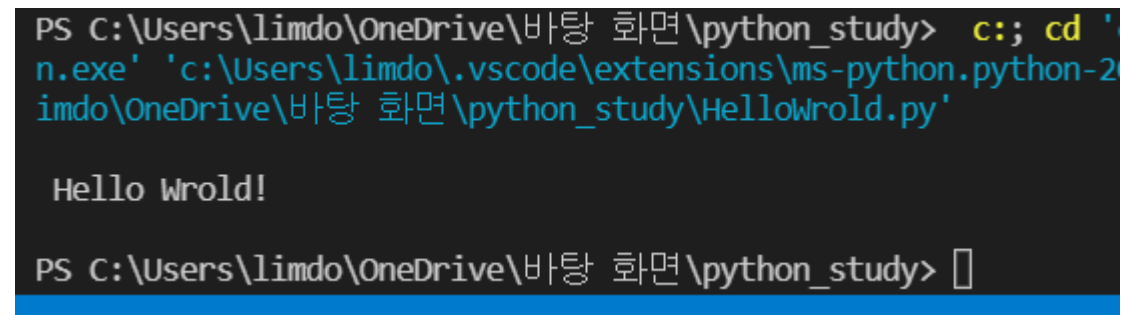 PS C:\Users\limdo\OneDrive\바탕 화면\python_study>  c:; cd '
n.exe' 'c:\Users\limdo\.vscode\extensions\ms-python.python-20
imdo\OneDrive\바탕 화면\python_study\HelloWrold.py'
Hello Wrold!
PS C:\Users\limdo\OneDrive\바탕 화면\python_study>